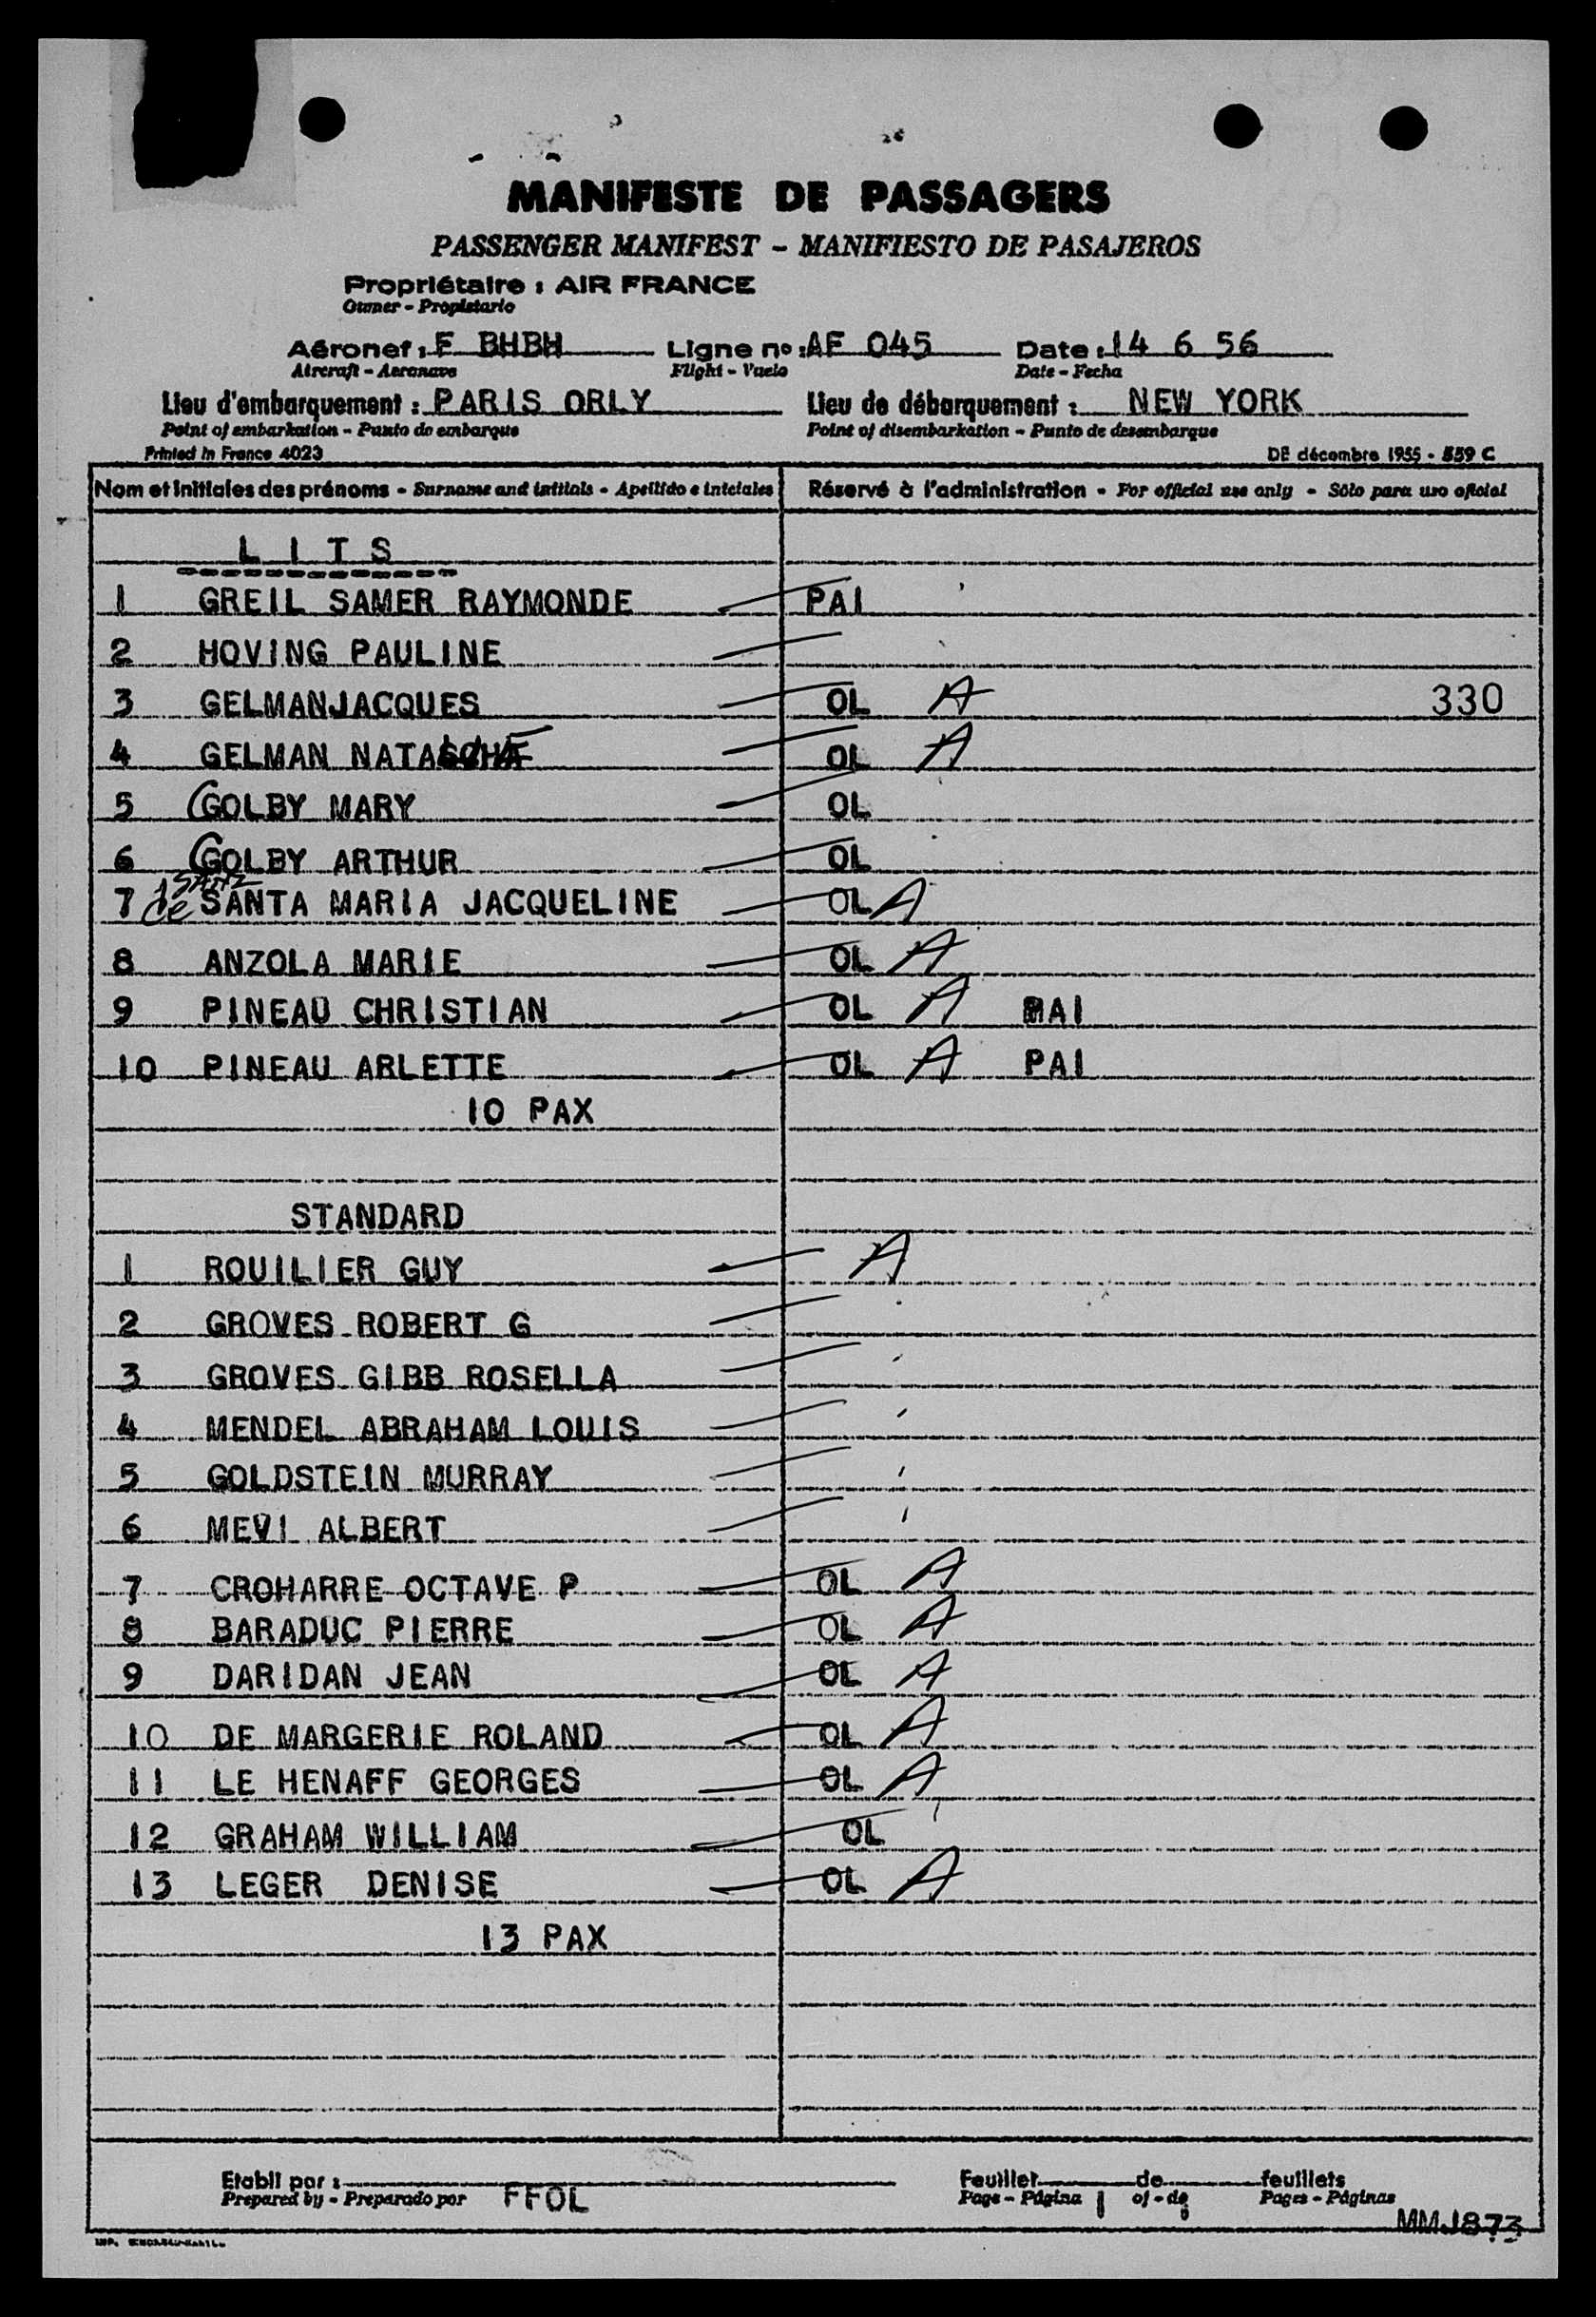 MANIFESTE DE PASSAGERS
PASSENGER MANIFEST - MANIFIESTO DE PASAJEROS
Propriétaire : AIR FRANCE
Owner - Propietario
Aéronef : F BHBH Ligne nº : AF 045 Date : 14 6 56
Aircraft - Aeronave Flight - Vuelo Date - Fecha
Lieu d'embarquement : PARIS ORLY Lieu de débarquement : NEW YORK
Point of embarkation - Punto de embarque Point of disembarkation - Punto de desembarque
Printed in France 4023 DE décembre 1955 - 559 C
Nom et initiales des prénoms - Surname and initials - Apellido e iniciales Réservé à l'administration - For official use only - Sólo para uso oficial
LITS
1 GREIL SAMER RAYMONDE PAI
2 HOVING PAULINE
3 GELMANJACQUES OL A 330
4 GELMAN NATASCHA OL A
5 GOLBY MARY OL
6 GOLBY ARTHUR OL
7 de SANTA MARIA JACQUELINE OL A
8 ANZOLA MARIE OL A
9 PINEAU CHRISTIAN OL A PAI
10 PINEAU ARLETTE OL A PAI
10 PAX
STANDARD
1 ROUILIER GUY A
2 GROVES ROBERT G
3 GROVES GIBB ROSELLA
4 MENDEL ABRAHAM LOUIS
5 GOLDSTEIN MURRAY
6 MEVI ALBERT
7 CROHARRE OCTAVE P OL A
8 BARADUC PIERRE OL A
9 DARIDAN JEAN OL A
10 DE MARGERIE ROLAND OL A
11 LE HENAFF GEORGES OL A
12 GRAHAM WILLIAM OL
13 LEGER DENISE OL A
13 PAX
Etabli par : FFOL Feuillet de feuillets
Prepared by - Preparado por Page - Página 1 of - de Pages - Páginas
MMJ873